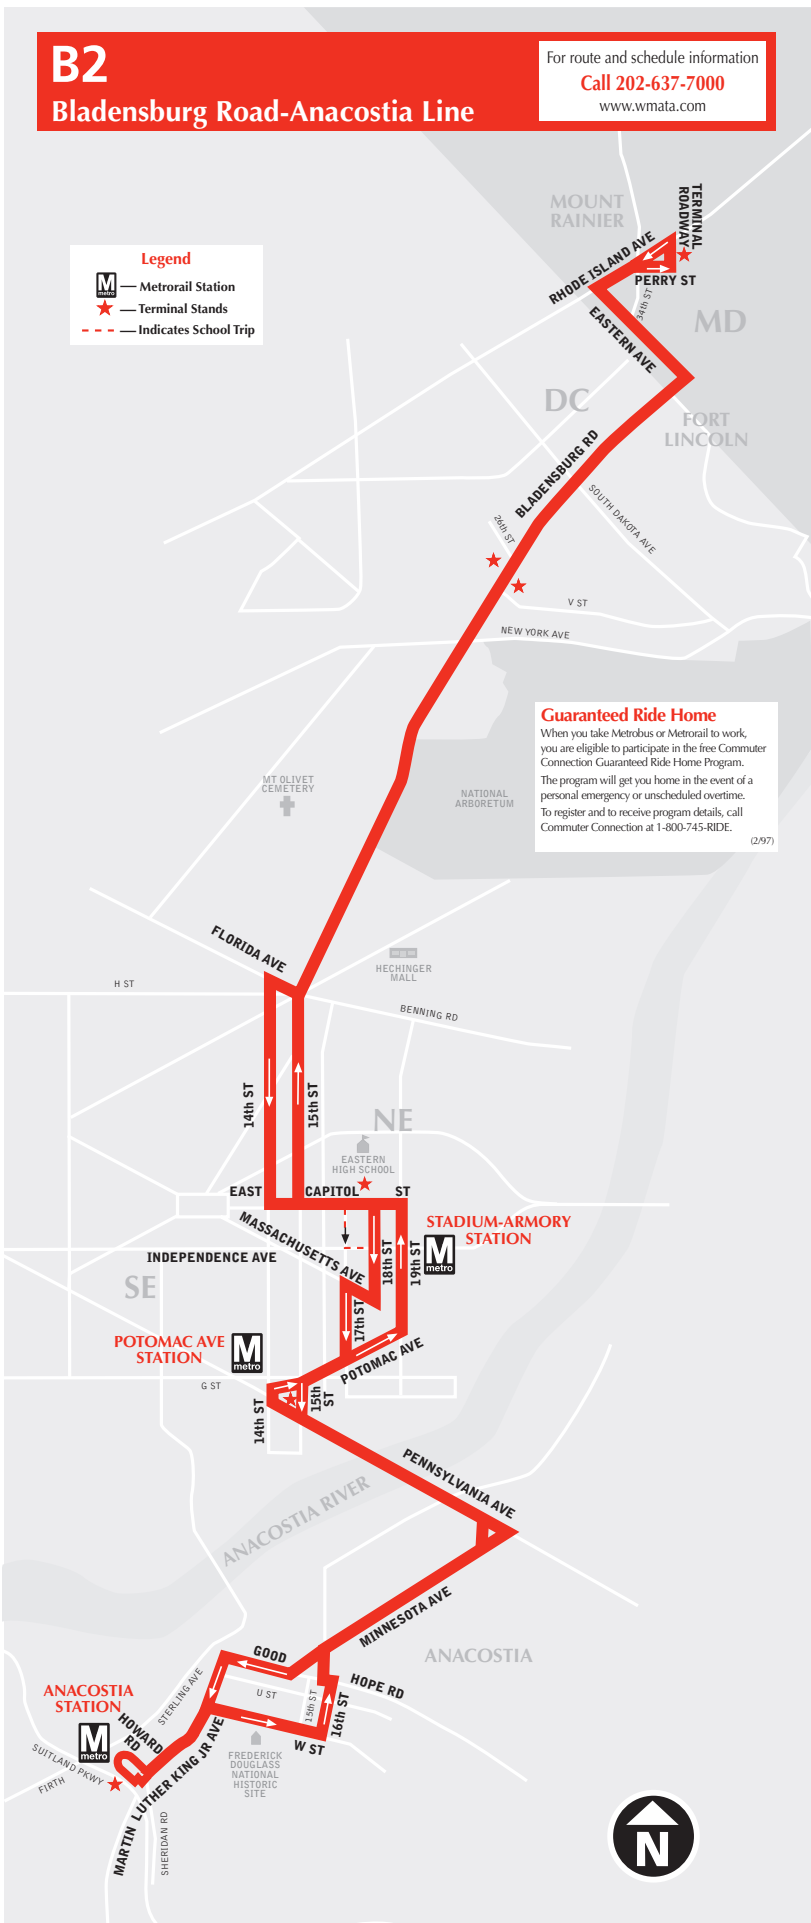 B2
Bladensburg Road-Anacostia Line
For route and schedule information
Call 202-637-7000
www.wmata.com
Legend
M metro — Metrorail Station
— Terminal Stands
— Indicates School Trip
MOUNT
RAINIER
TERMINAL
ROADWAY
RHODE ISLAND AVE
PERRY ST
34th ST
EASTERN AVE
MD
DC
FORT
LINCOLN
BLADENSBURG RD
SOUTH DAKOTA AVE
26th ST
V ST
NEW YORK AVE
Guaranteed Ride Home
When you take Metrobus or Metrorail to work,
you are eligible to participate in the free Commuter
Connection Guaranteed Ride Home Program.
The program will get you home in the event of a
personal emergency or unscheduled overtime.
To register and to receive program details, call
Commuter Connection at 1-800-745-RIDE.
(2/97)
MT OLIVET
CEMETERY
NATIONAL
ARBORETUM
FLORIDA AVE
HECHINGER
MALL
H ST
BENNING RD
14th ST
15th ST
NE
EASTERN
HIGH SCHOOL
EAST CAPITOL ST
MASSACHUSETTS AVE
STADIUM-ARMORY
STATION
M
metro
INDEPENDENCE AVE
18th ST
19th ST
SE
17th ST
POTOMAC AVE
STATION
M
metro
POTOMAC AVE
G ST
14th ST
15th
ST
PENNSYLVANIA AVE
ANACOSTIA RIVER
MINNESOTA AVE
ANACOSTIA
GOOD HOPE RD
U ST
15th ST
16th ST
STERLING AVE
ANACOSTIA
STATION
M
metro
HOWARD
RD
W ST
SUITLAND PKWY
FIRTH
MARTIN LUTHER KING JR AVE
SHERIDAN RD
FREDERICK
DOUGLASS
NATIONAL
HISTORIC
SITE
N